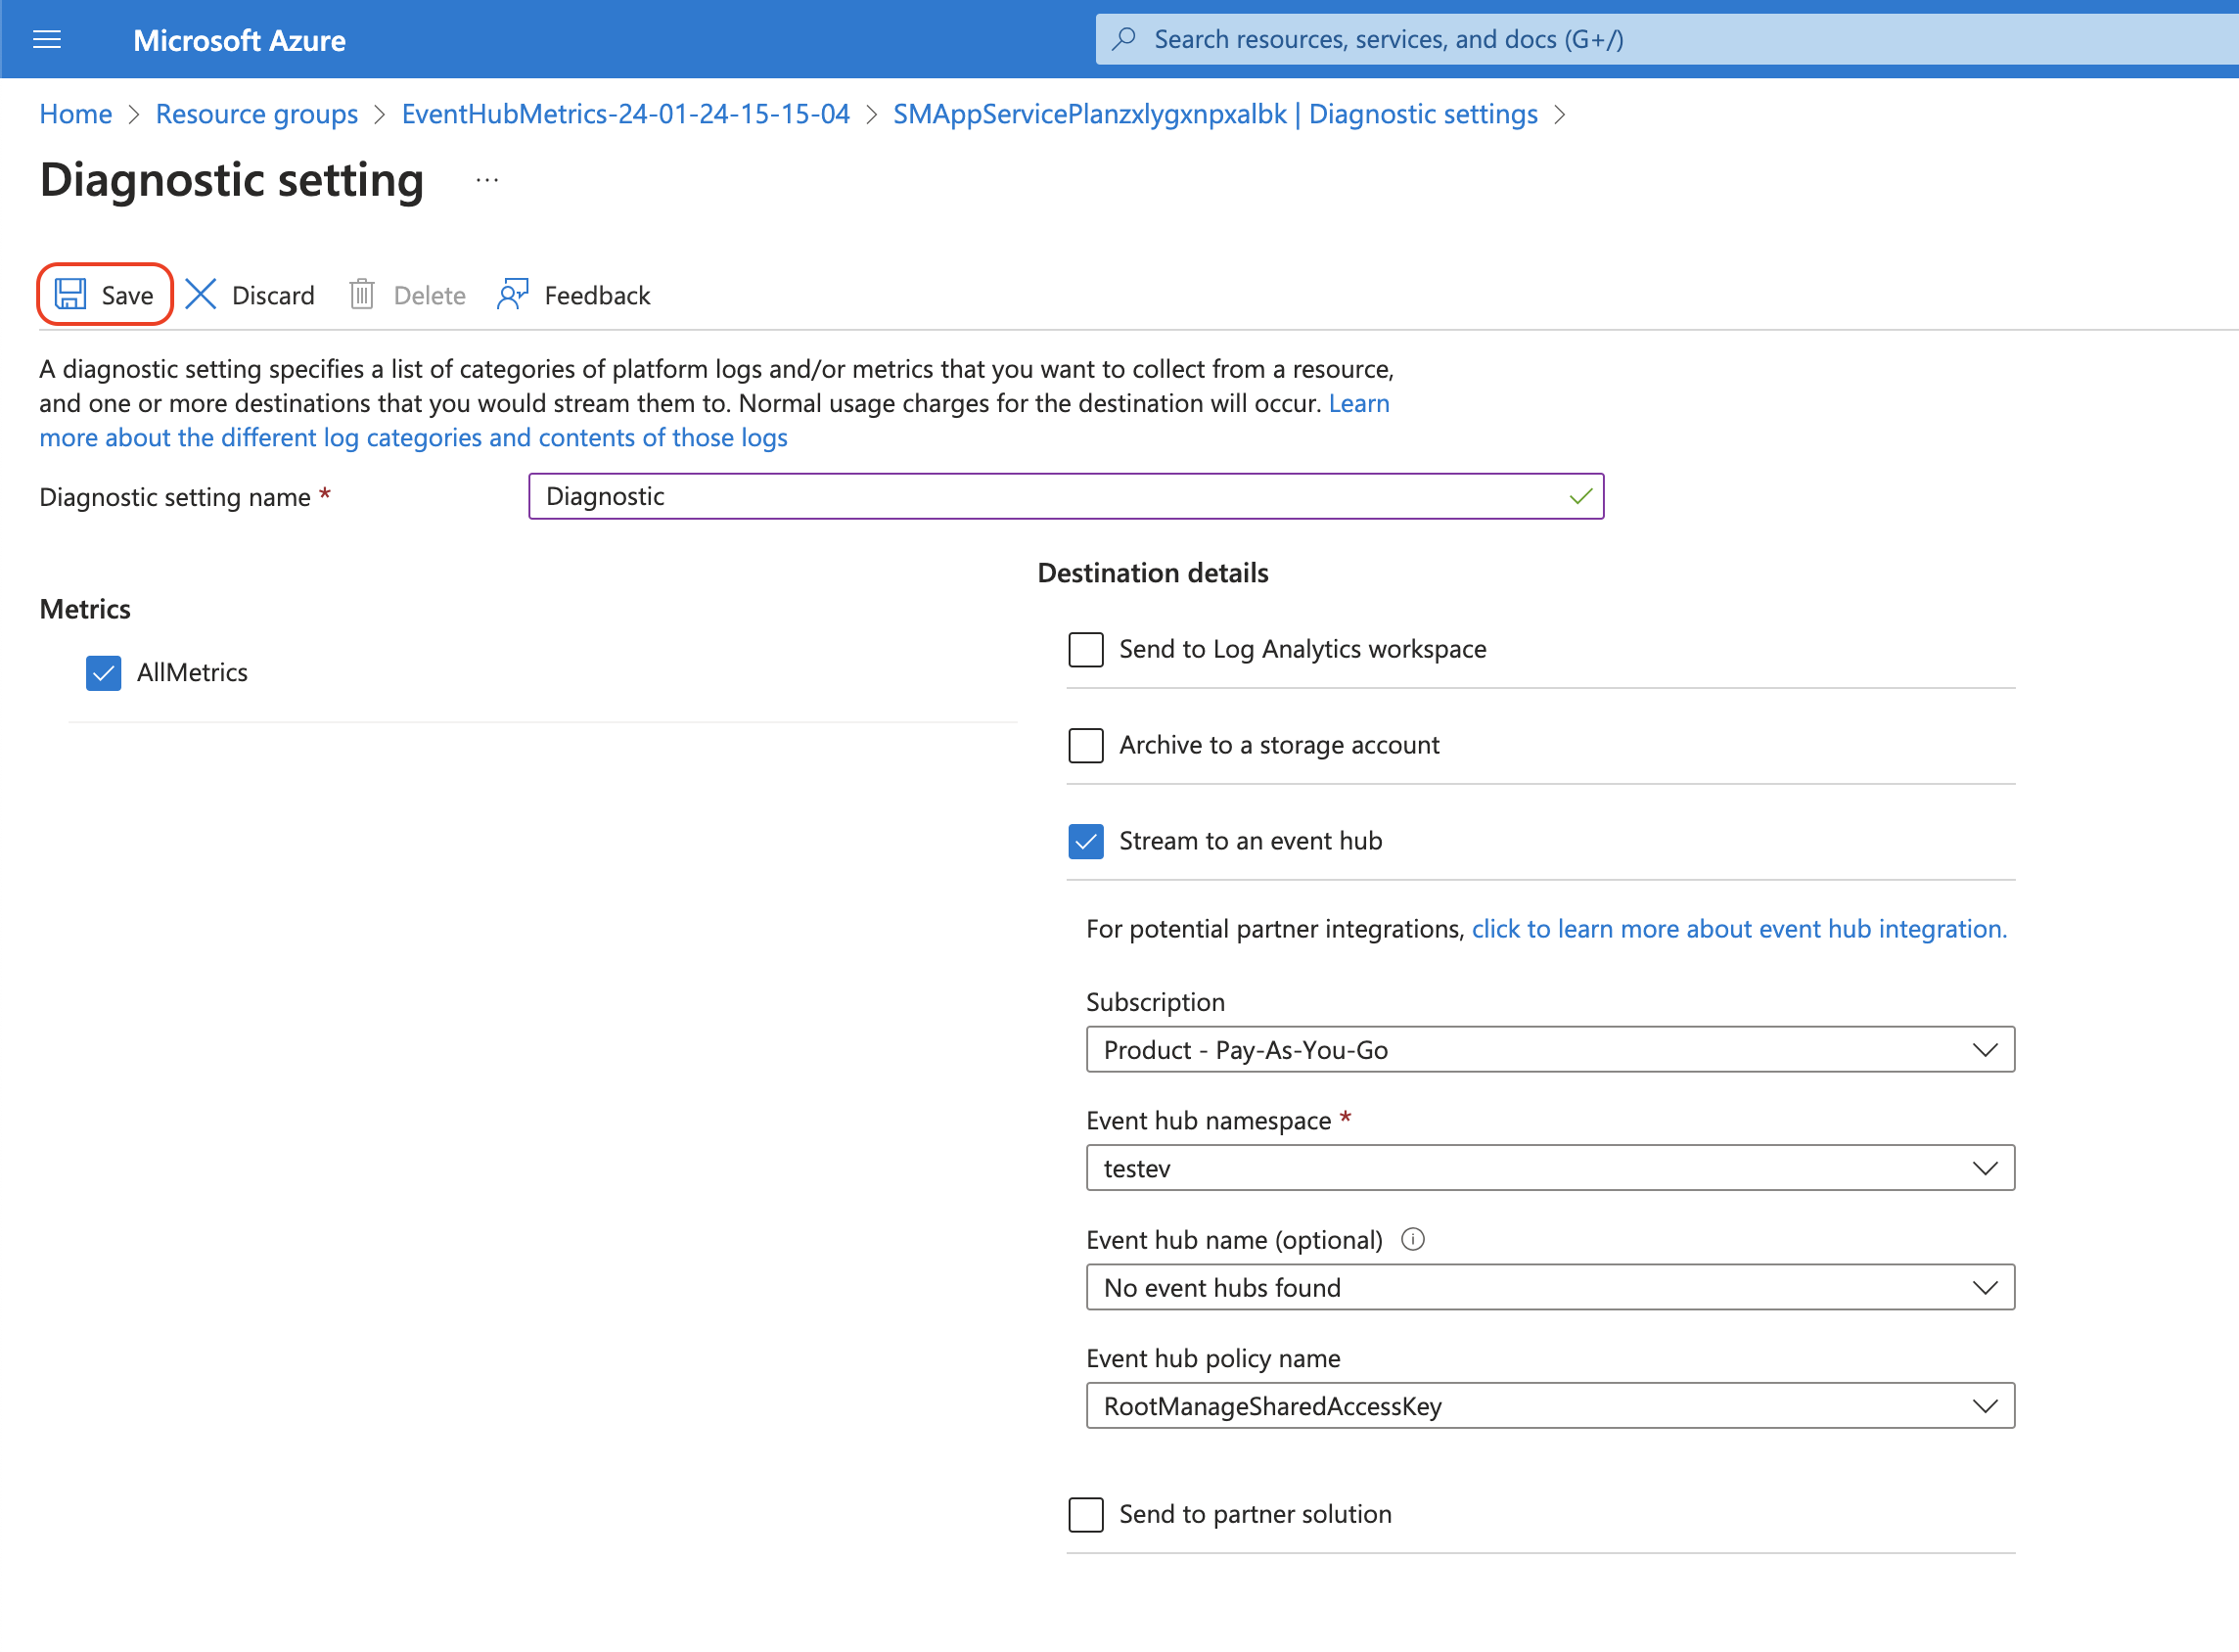 Microsoft Azure
Search resources, services, and docs (G+/)
Home > Resource groups > EventHubMetrics-24-01-24-15-15-04 > SMAppServicePlanzxlygxnpxalbk | Diagnostic settings >
Diagnostic setting ...
Save Discard Delete Feedback
A diagnostic setting specifies a list of categories of platform logs and/or metrics that you want to collect from a resource,
and one or more destinations that you would stream them to. Normal usage charges for the destination will occur. Learn
more about the different log categories and contents of those logs
Diagnostic setting name *
Diagnostic
Metrics
AllMetrics
Destination details
Send to Log Analytics workspace
Archive to a storage account
Stream to an event hub
For potential partner integrations, click to learn more about event hub integration.
Subscription
Product - Pay-As-You-Go
Event hub namespace *
testev
Event hub name (optional)
No event hubs found
Event hub policy name
RootManageSharedAccessKey
Send to partner solution